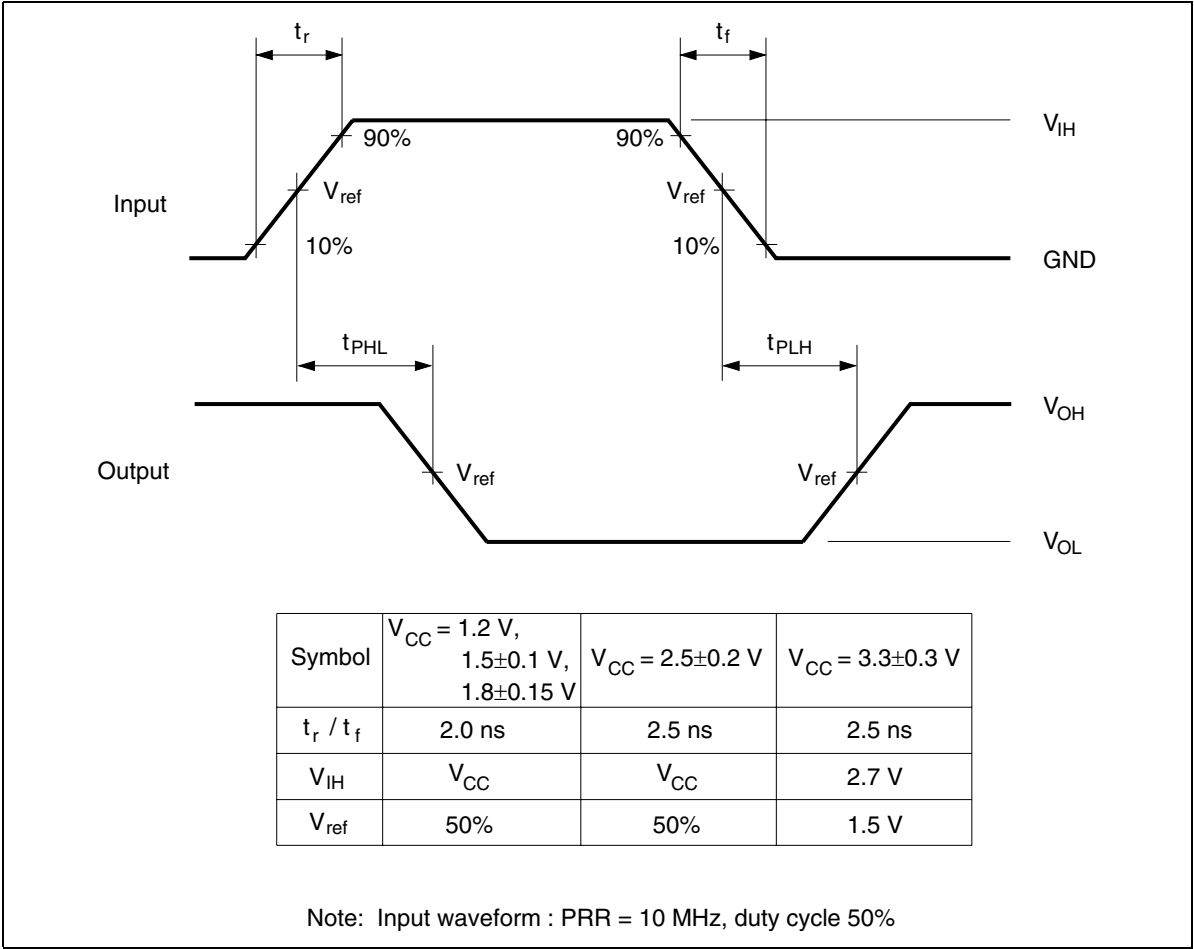 tr
tf
90%
90%
VIH
Input
Vref
Vref
10%
10%
GND
tPHL
tPLH
VOH
Output
Vref
Vref
VOL
Symbol
VCC = 1.2 V,
1.5±0.1 V,
1.8±0.15 V
VCC = 2.5±0.2 V
VCC = 3.3±0.3 V
tr / tf
2.0 ns
2.5 ns
2.5 ns
VIH
VCC
VCC
2.7 V
Vref
50%
50%
1.5 V
Note: Input waveform : PRR = 10 MHz, duty cycle 50%